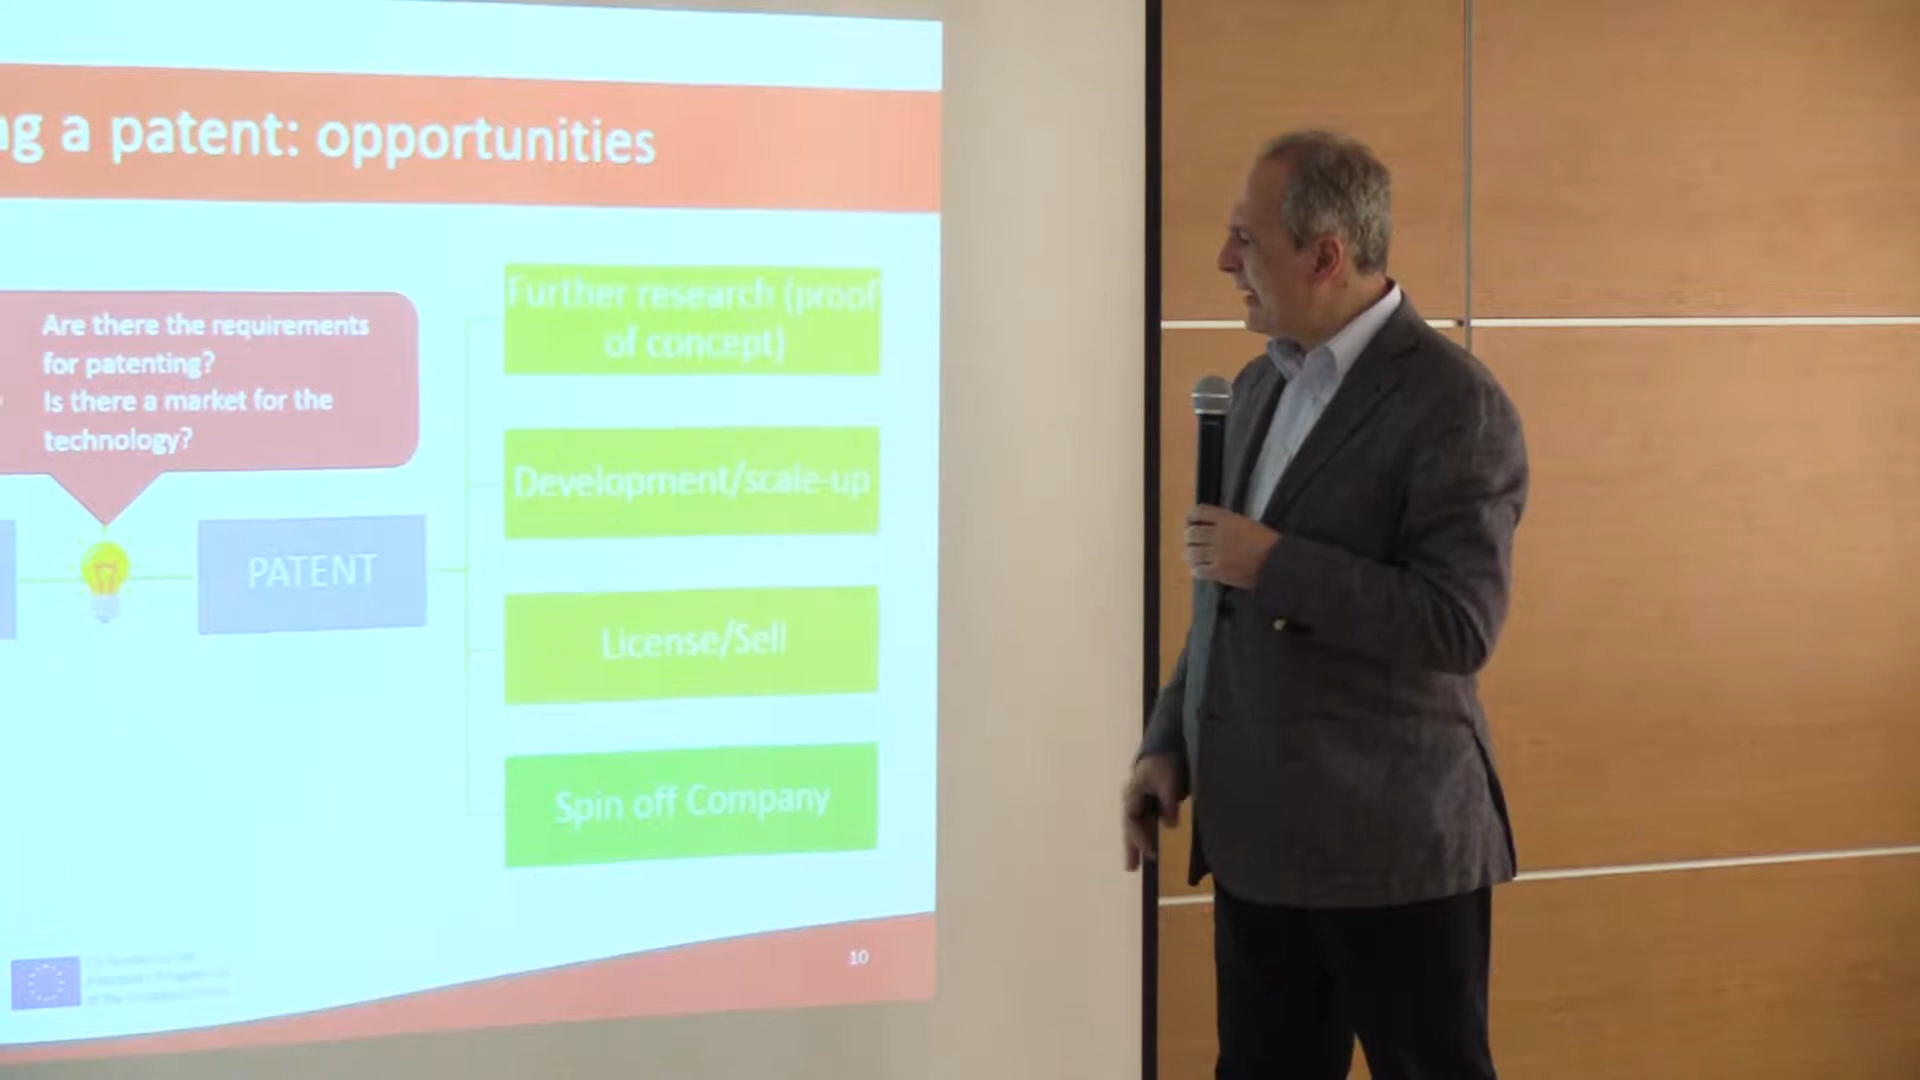 g a patent: opportunities
Are there the requirements
for patenting?
Is there a market for the
technology?
PATENT
Further research (proof
of concept)
Development/scale-up
License/Sell
Spin off Company
10